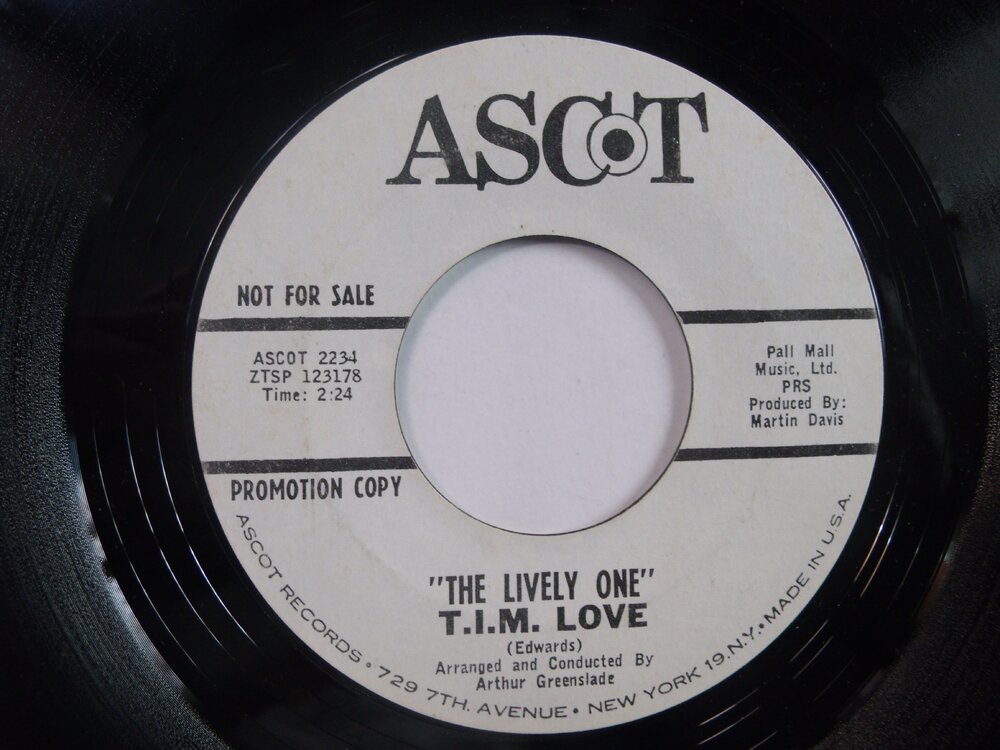 ASCOT
NOT FOR SALE
ASCOT 2234
ZTSP 123178
Time: 2:24
Pall Mall
Music, Ltd.
PRS
Produced By:
Martin Davis
PROMOTION COPY
"THE LIVELY ONE"
T.I.M. LOVE
(Edwards)
Arranged and Conducted By
Arthur Greenslade
ASCOT RECORDS • 729 7TH. AVENUE • NEW YORK 19, N.Y. • MADE IN U.S.A.